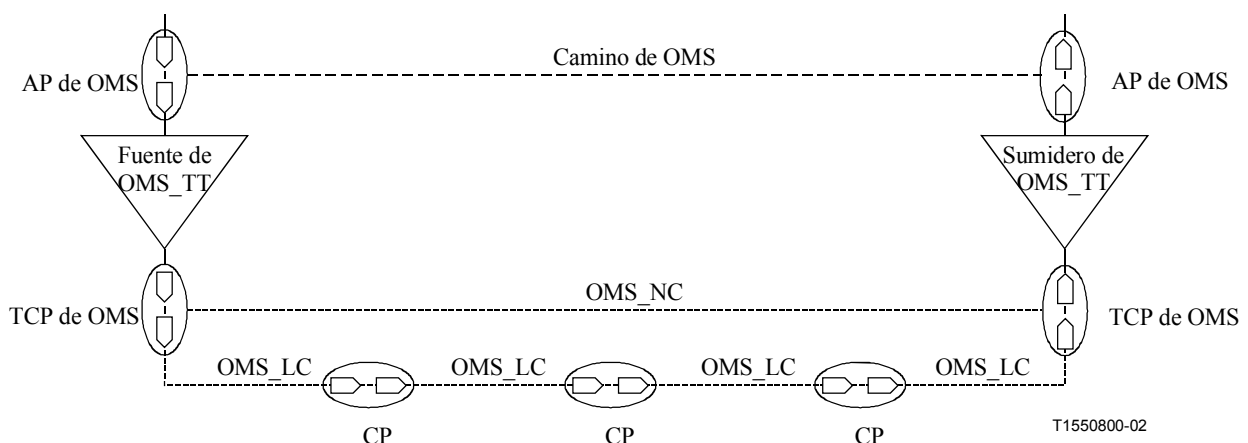 Camino de OMS
AP de OMS
AP de OMS
Fuente de
OMS_TT
Sumidero de
OMS_TT
OMS_NC
TCP de OMS
TCP de OMS
OMS_LC
OMS_LC
OMS_LC
OMS_LC
CP
CP
CP
T1550800-02